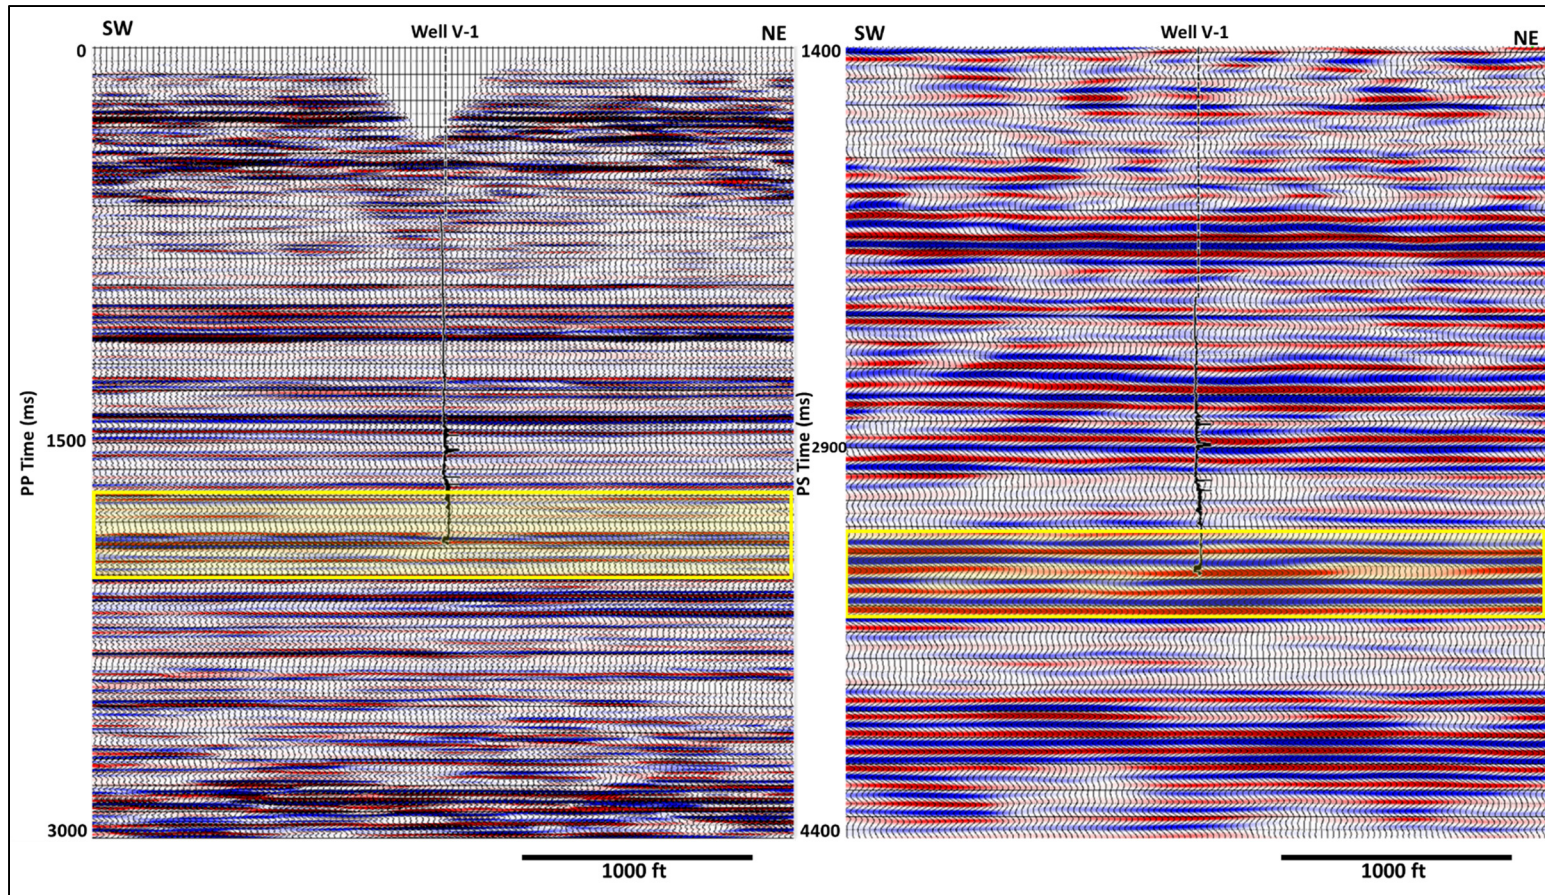 SW
Well V-1
NE
0
PP Time (ms)
1500
3000
1000 ft
SW
Well V-1
NE
1400
PS Time (ms)
2900
4400
1000 ft